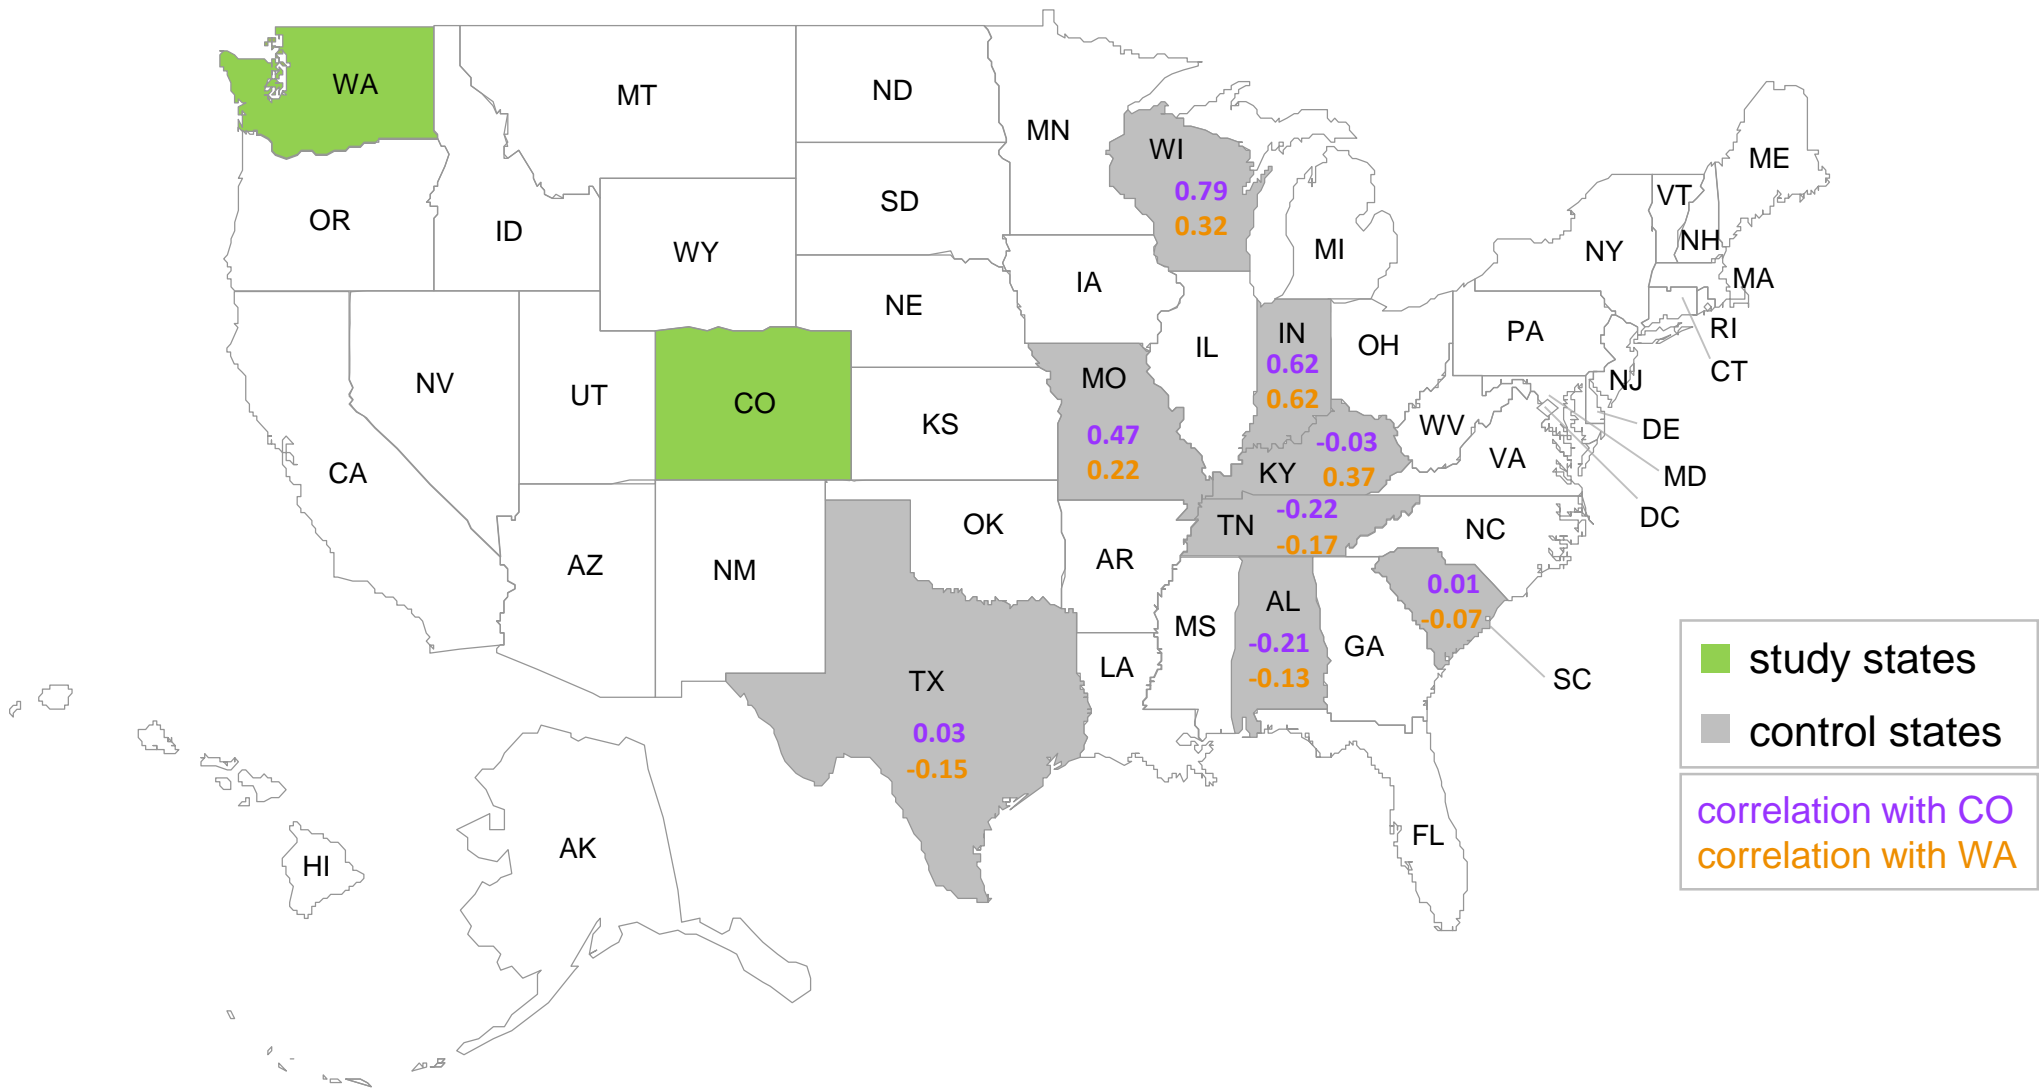 WA
MT
ND
MN
WI
0.79
0.32
ME
VT
NH
OR
ID
WY
SD
MI
NY
MA
IA
NE
RI
CT
NV
UT
CO
KS
MO
0.47
0.22
IL
IN
0.62
0.62
OH
PA
NJ
DE
CA
KY
-0.03
0.37
WV
VA
MD
DC
AZ
NM
OK
AR
TN
-0.22
-0.17
NC
TX
0.03
-0.15
LA
MS
AL
-0.21
-0.13
GA
0.01
-0.07
SC
HI
AK
FL
study states
control states
correlation with CO
correlation with WA